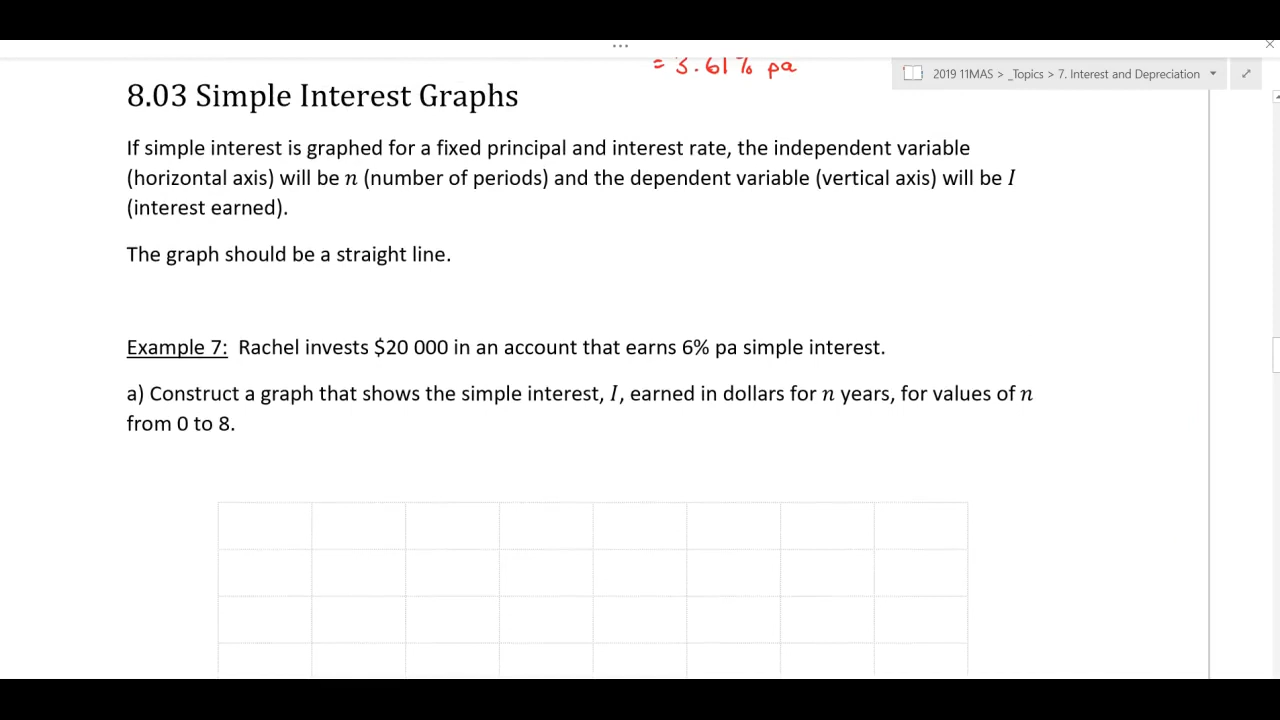 = 3.61% pa
2019 11MAS > _Topics > 7. Interest and Depreciation
8.03 Simple Interest Graphs
If simple interest is graphed for a fixed principal and interest rate, the independent variable
(horizontal axis) will be n (number of periods) and the dependent variable (vertical axis) will be I
(interest earned).
The graph should be a straight line.
Example 7: Rachel invests $20 000 in an account that earns 6% pa simple interest.
a) Construct a graph that shows the simple interest, I, earned in dollars for n years, for values of n
from 0 to 8.